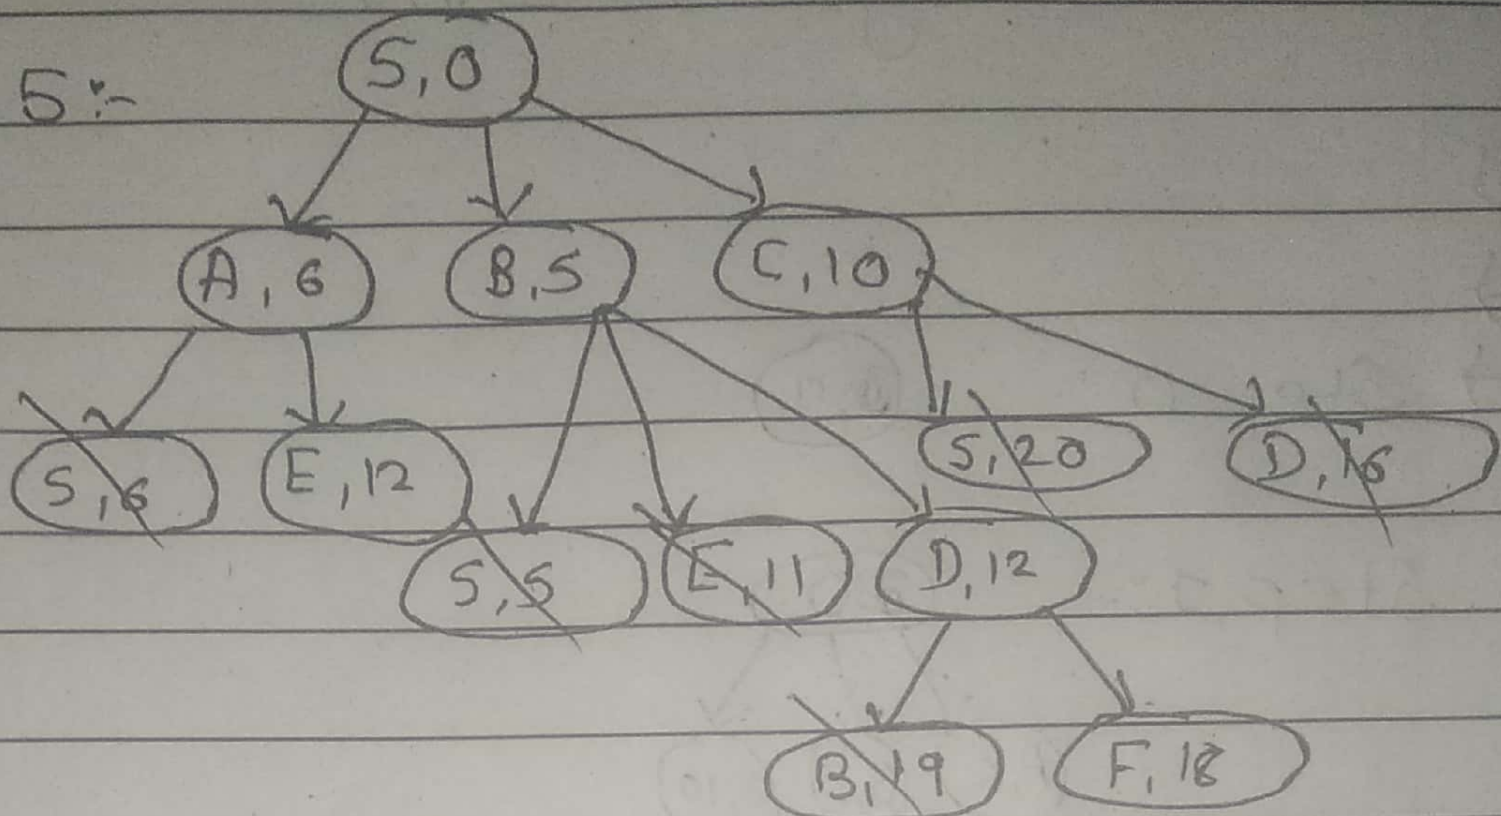 5:-
S,0
A,6 B,5 C,10
S,6 E,12 S,20 D,16
S,5 E,11 D,12
B,19 F,18